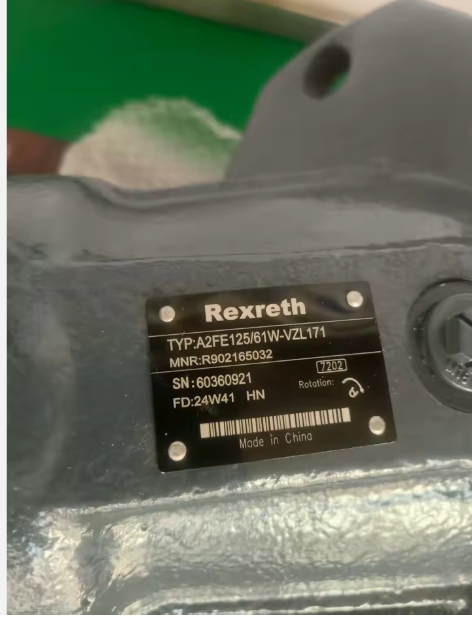 Rexreth
TYP:A2FE125/61W-VZL171
MNR:R902165032
7202
SN:60360921
Rotation:
FD:24W41 HN
Made in China